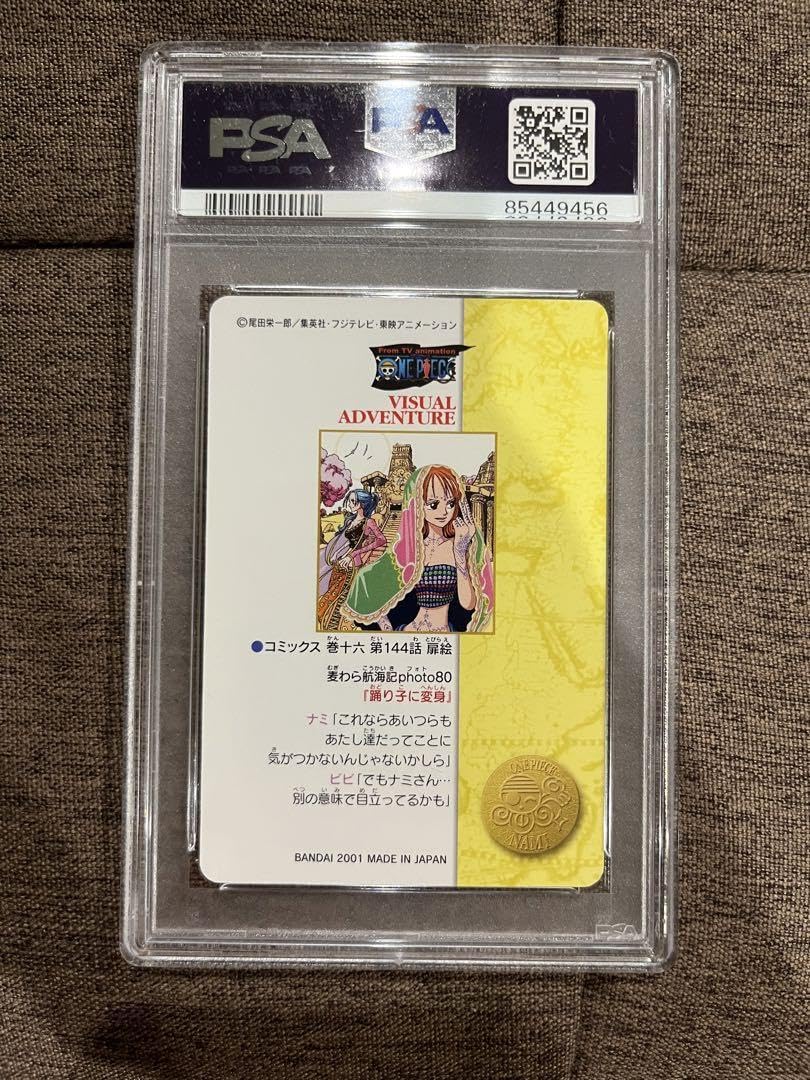 PSA
PSA
85449456
©尾田栄一郎／集英社・フジテレビ・東映アニメーション
From TV animation
ONE PIECE
VISUAL
ADVENTURE
●コミックス 巻十六 第144話 扉絵
麦わら航海記photo80
『踊り子に変身』
ナミ「これならあいつらも
あたし達だってことに
気がつかないんじゃないかしら」
ビビ「でもナミさん…
別の意味で目立ってるかも」
ONE PIECE
NAMI
BANDAI 2001 MADE IN JAPAN
PSA